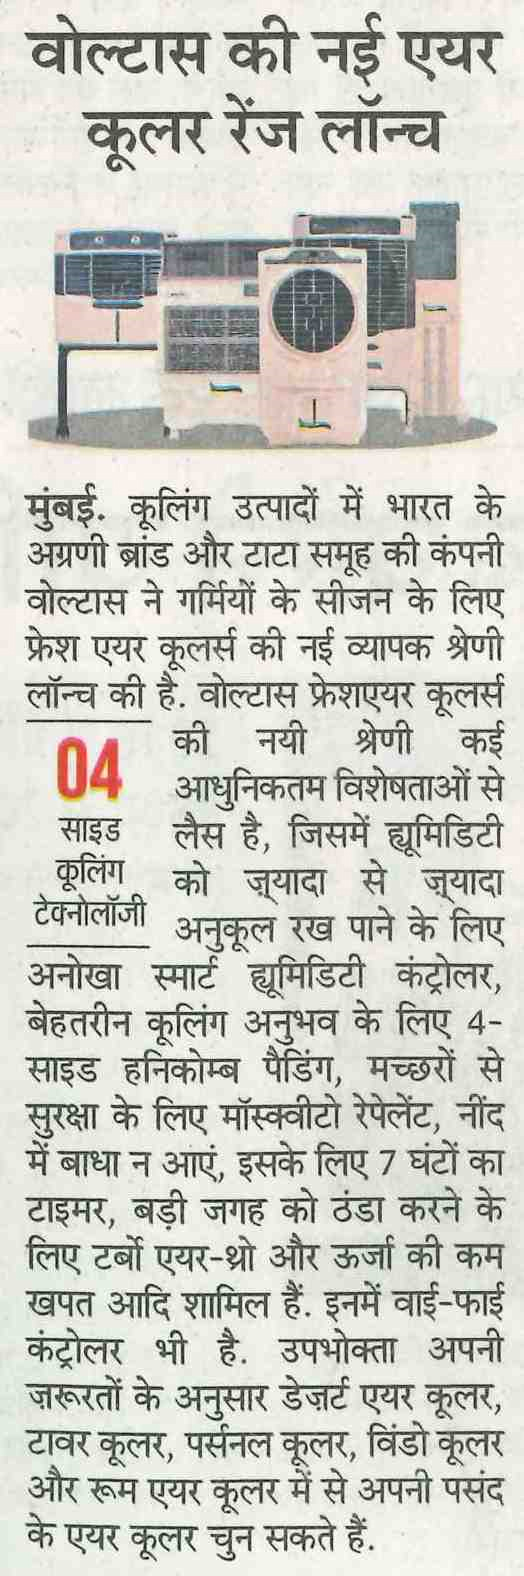 वोल्टास की नई एयर
कूलर रेंज लॉन्च
मुंबई. कूलिंग उत्पादों में भारत के
अग्रणी ब्रांड और टाटा समूह की कंपनी
वोल्टास ने गर्मियों के सीजन के लिए
फ्रेश एयर कूलर्स की नई व्यापक श्रेणी
लॉन्च की है. वोल्टास फ्रेशएयर कूलर्स
04
साइड
कूलिंग
टेक्नोलॉजी
की नयी श्रेणी कई
आधुनिकतम विशेषताओं से
लैस है, जिसमें ह्यूमिडिटी
को ज़्यादा से ज़्यादा
अनुकूल रख पाने के लिए
अनोखा स्मार्ट ह्यूमिडिटी कंट्रोलर,
बेहतरीन कूलिंग अनुभव के लिए 4-
साइड हनिकोम्ब पैडिंग, मच्छरों से
सुरक्षा के लिए मॉस्क्वीटो रेपेलेंट, नींद
में बाधा न आएं, इसके लिए 7 घंटों का
टाइमर, बड़ी जगह को ठंडा करने के
लिए टर्बो एयर-थ्रो और ऊर्जा की कम
खपत आदि शामिल हैं. इनमें वाई-फाई
कंट्रोलर भी है. उपभोक्ता अपनी
ज़रूरतों के अनुसार डेज़र्ट एयर कूलर,
टावर कूलर, पर्सनल कूलर, विंडो कूलर
और रूम एयर कूलर में से अपनी पसंद
के एयर कूलर चुन सकते हैं.